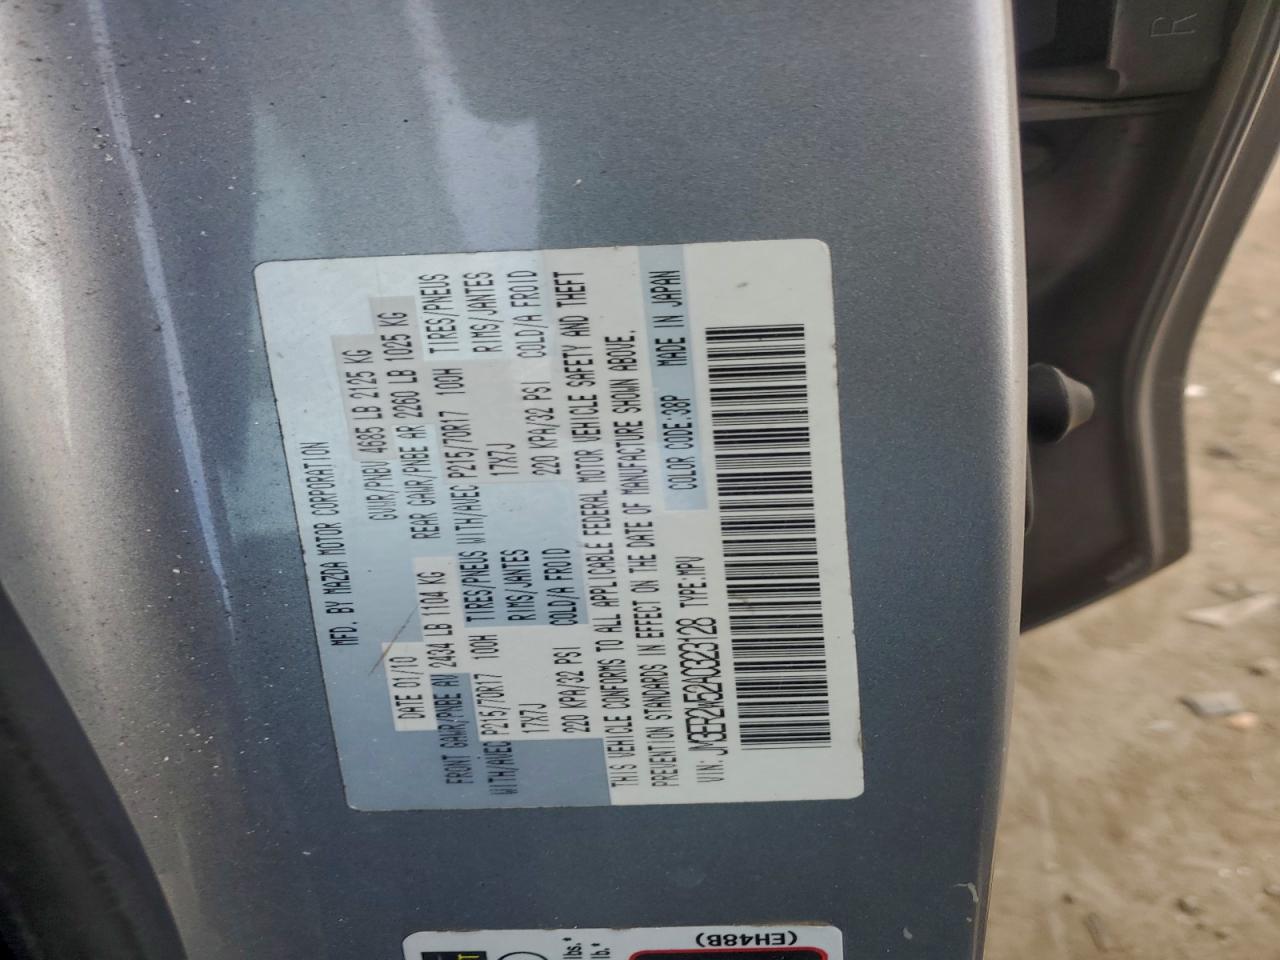 MFD. BY MAZDA MOTOR CORPORATION
DATE 01/10 GVWR/PNBV 4685 LB 2125 KG
FRONT GAWR/PNBE AV 2434 LB 1104 KG REAR GAWR/PNBE AR 2260 LB 1025 KG
WITH/AVEC P215/70R17 100H TIRES/PNEUS WITH/AVEC P215/70R17 100H TIRES/PNEUS
17X7J RIMS/JANTES 17X7J RIMS/JANTES
220 KPA/32 PSI COLD/A FROID 220 KPA/32 PSI COLD/A FROID
THIS VEHICLE CONFORMS TO ALL APPLICABLE FEDERAL MOTOR VEHICLE SAFETY AND THEFT
PREVENTION STANDARDS IN EFFECT ON THE DATE OF MANUFACTURE SHOWN ABOVE.
VIN: JM3ER2W52A0323128 TYPE:MPV COLOR CODE:38P MADE IN JAPAN
(EH48B)
lbs.*
lb.*
R